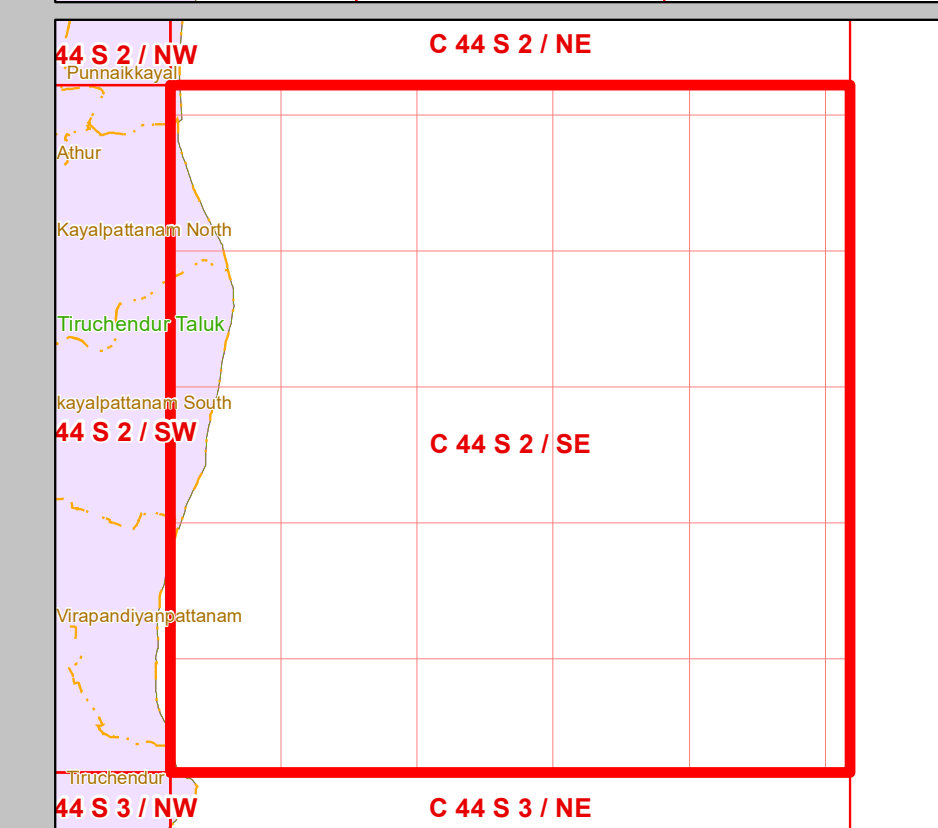 C 44 S 2 / NE
44 S 2 / NW
Punnaikkayal
Athur
Kayalpattanam North
Tiruchendur Taluk
kayalpattanam South
44 S 2 / SW
C 44 S 2 / SE
Virapandiyanpattanam
Tiruchendur
44 S 3 / NW
C 44 S 3 / NE